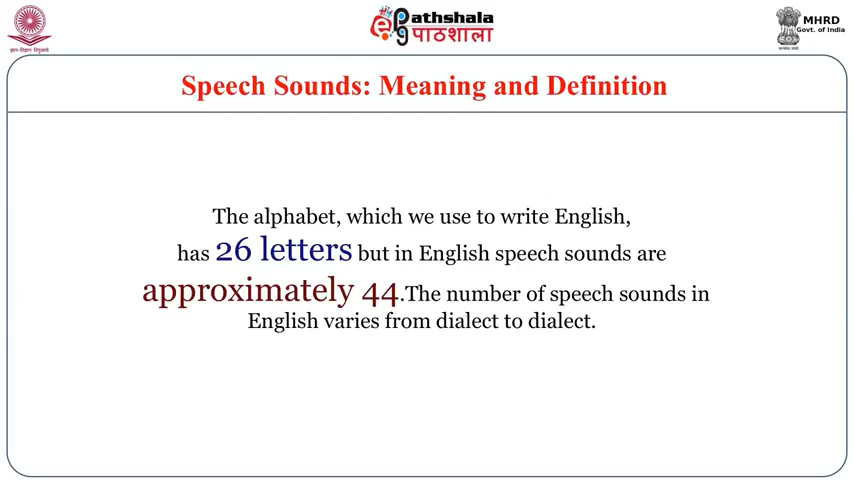 ज्ञान-विज्ञान विमुक्तये
ePathshala
पाठशाला
MHRD
Govt. of India
Speech Sounds: Meaning and Definition
The alphabet, which we use to write English,
has 26 letters but in English speech sounds are
approximately 44.The number of speech sounds in
English varies from dialect to dialect.